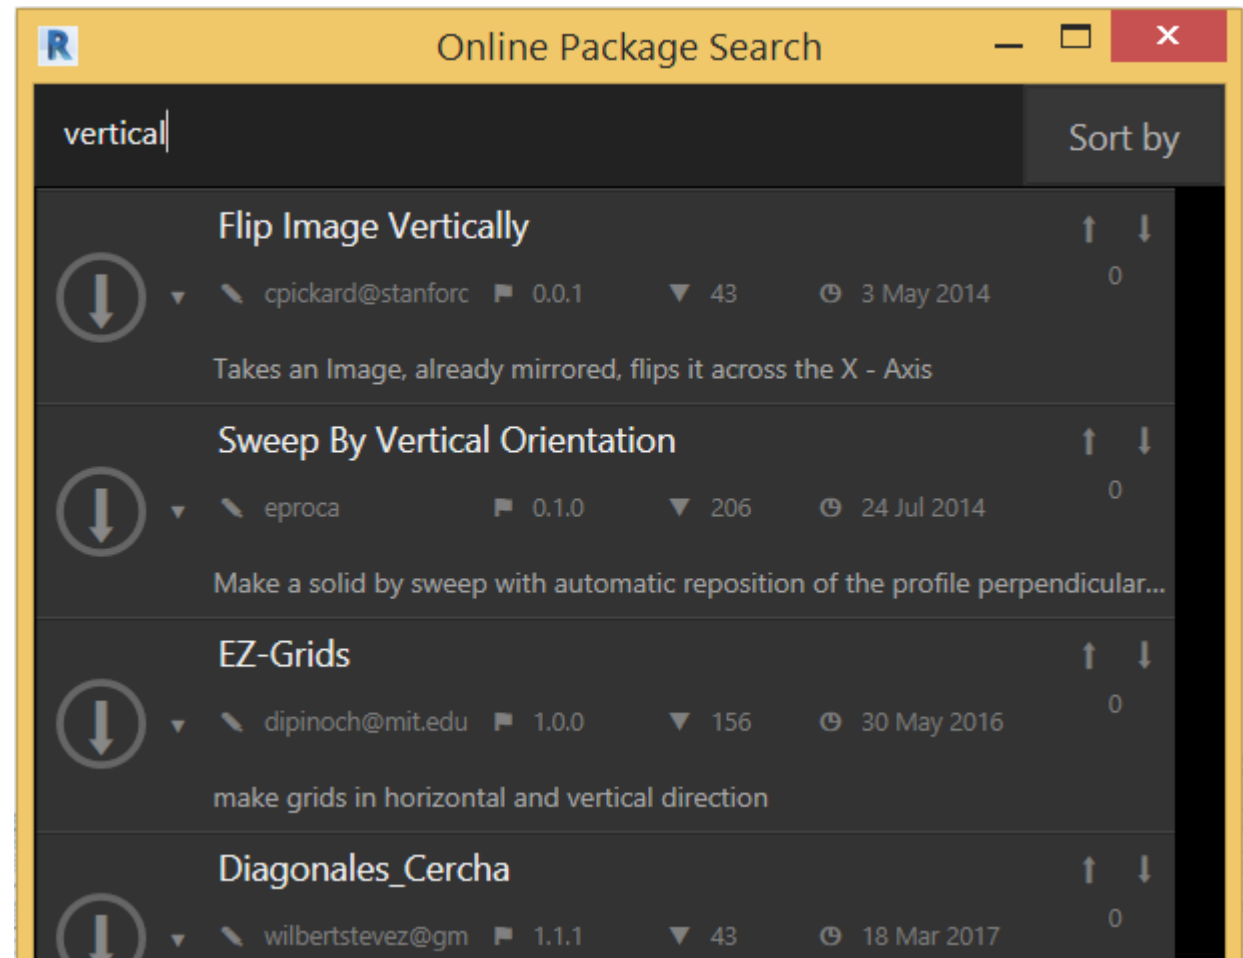 R Online Package Search
vertical Sort by
Flip Image Vertically
cpickard@stanforc 0.0.1 43 3 May 2014 0
Takes an Image, already mirrored, flips it across the X - Axis
Sweep By Vertical Orientation
eproca 0.1.0 206 24 Jul 2014 0
Make a solid by sweep with automatic reposition of the profile perpendicular...
EZ-Grids
dipinoch@mit.edu 1.0.0 156 30 May 2016 0
make grids in horizontal and vertical direction
Diagonales_Cercha
wilbertstevez@gm 1.1.1 43 18 Mar 2017 0